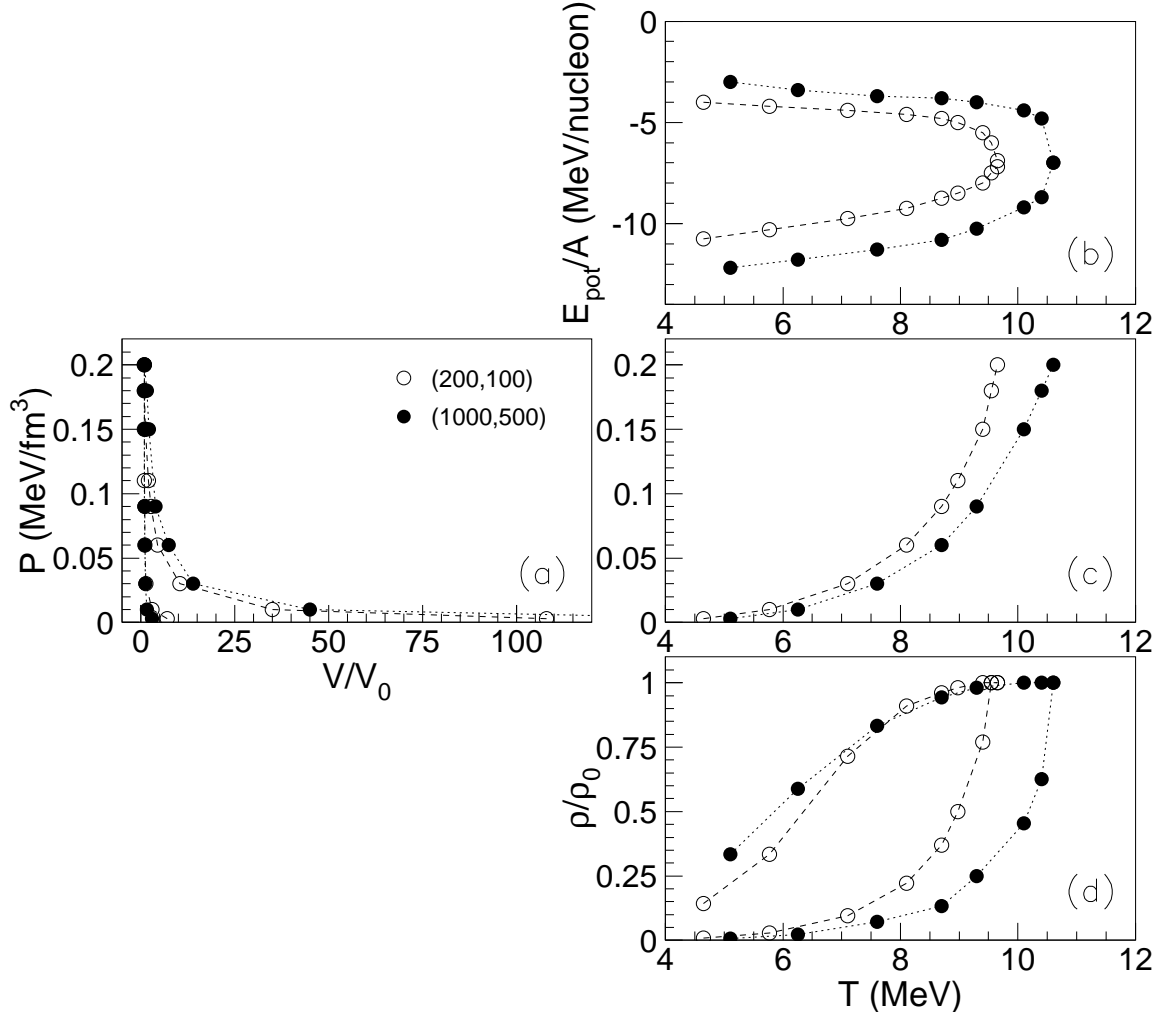 E_pot/A (MeV/nucleon)
0
-5
-10
(b)
4 6 8 10 12
P (MeV/fm³)
0.2
0.15
0.1
0.05
0
(200,100)
(1000,500)
(a)
0 25 50 75 100
V/V₀
0.2
0.15
0.1
0.05
0
(c)
4 6 8 10 12
ρ/ρ₀
1
0.75
0.5
0.25
0
(d)
4 6 8 10 12
T (MeV)